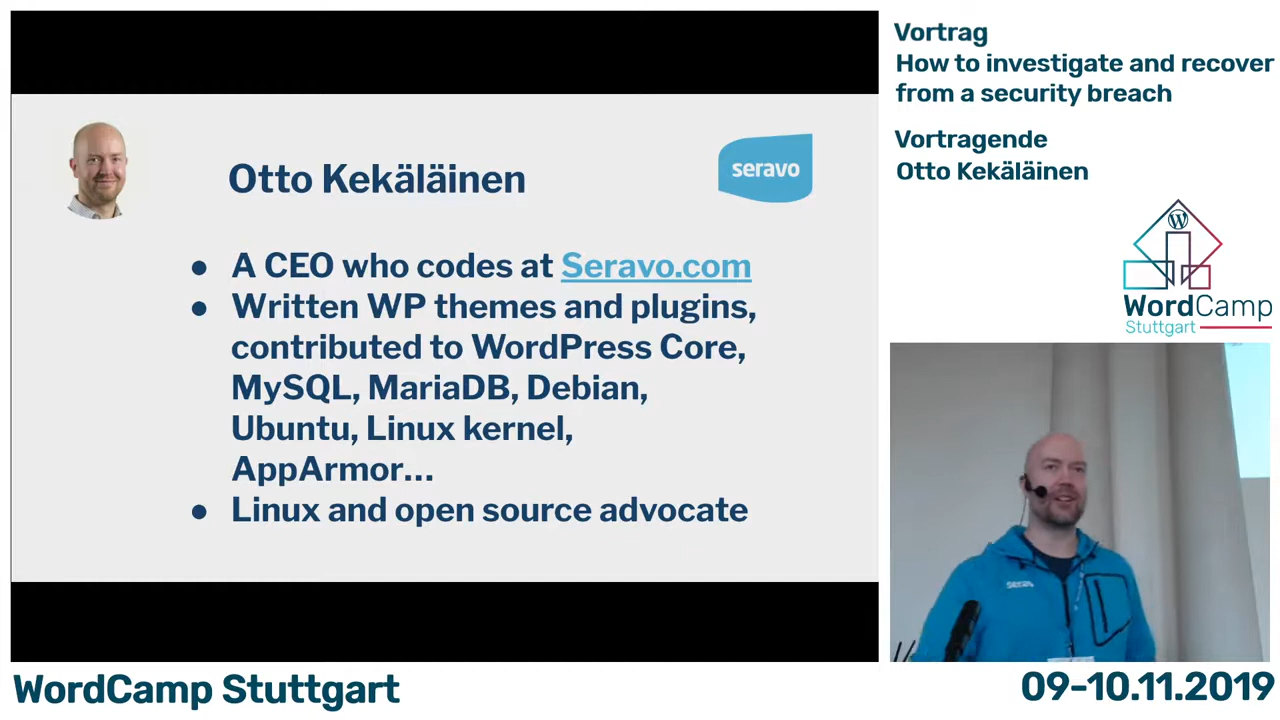 Otto Kekäläinen
seravo
● A CEO who codes at Seravo.com
● Written WP themes and plugins,
contributed to WordPress Core,
MySQL, MariaDB, Debian,
Ubuntu, Linux kernel,
AppArmor...
● Linux and open source advocate
Vortrag
How to investigate and recover
from a security breach
Vortragende
Otto Kekäläinen
WordCamp
Stuttgart
WordCamp Stuttgart
09-10.11.2019